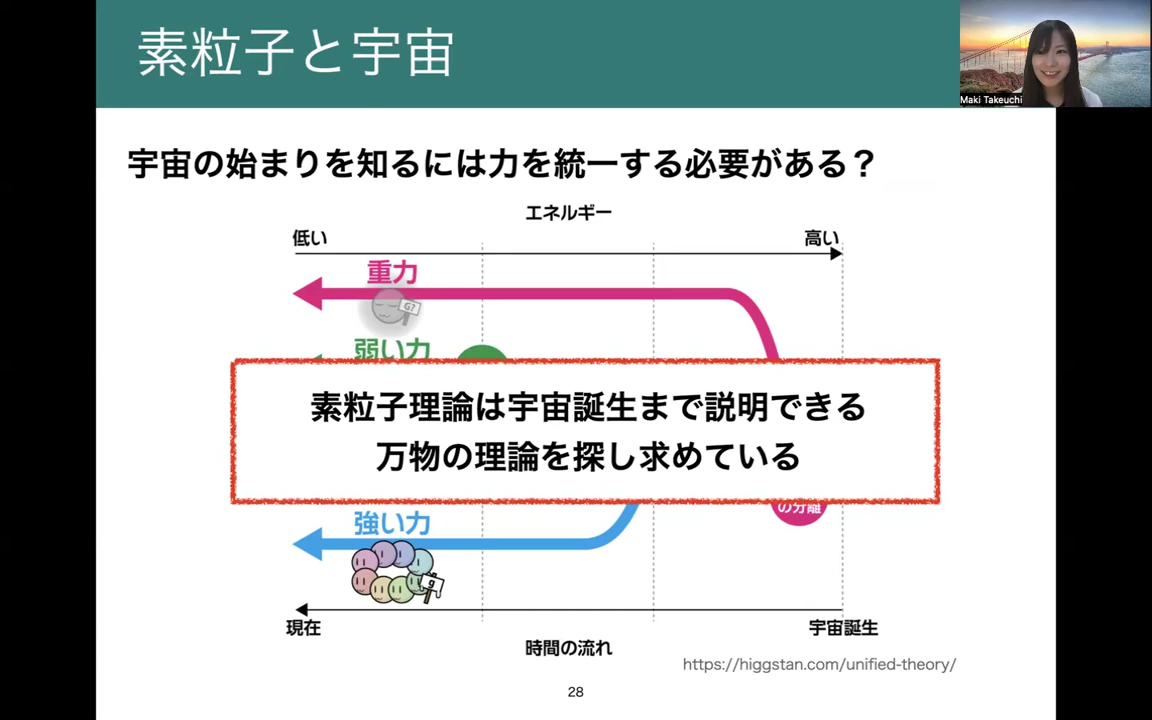 素粒子と宇宙
Maki Takeuchi
宇宙の始まりを知るには力を統一する必要がある？
エネルギー
低い
高い
重力
G?
弱い力
素粒子理論は宇宙誕生まで説明できる
万物の理論を探し求めている
の分離
強い力
g
現在
宇宙誕生
時間の流れ
https://higgstan.com/unified-theory/
28